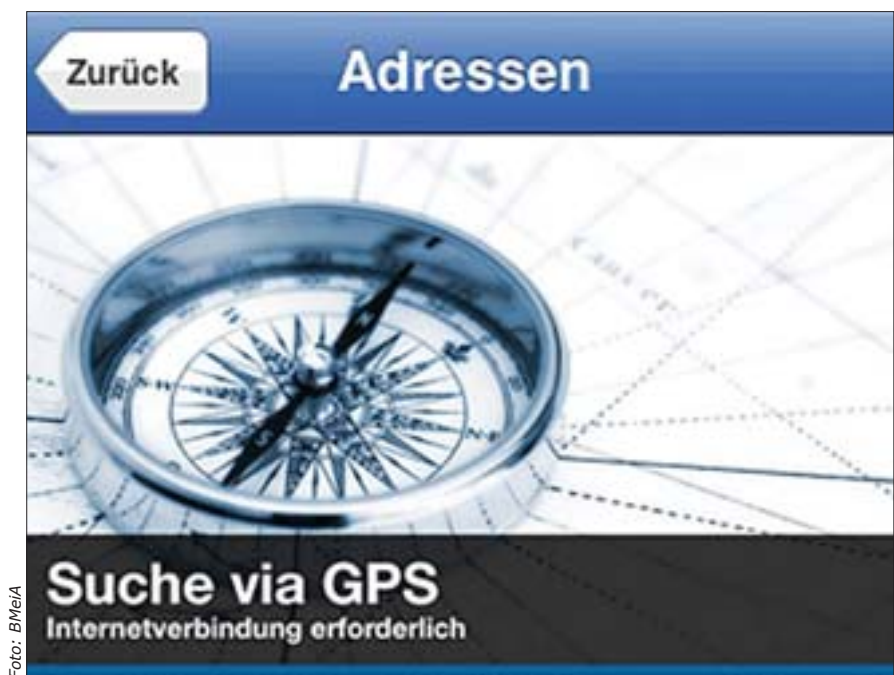 Zurück
Adressen
Suche via GPS
Internetverbindung erforderlich
Foto: BMeiA